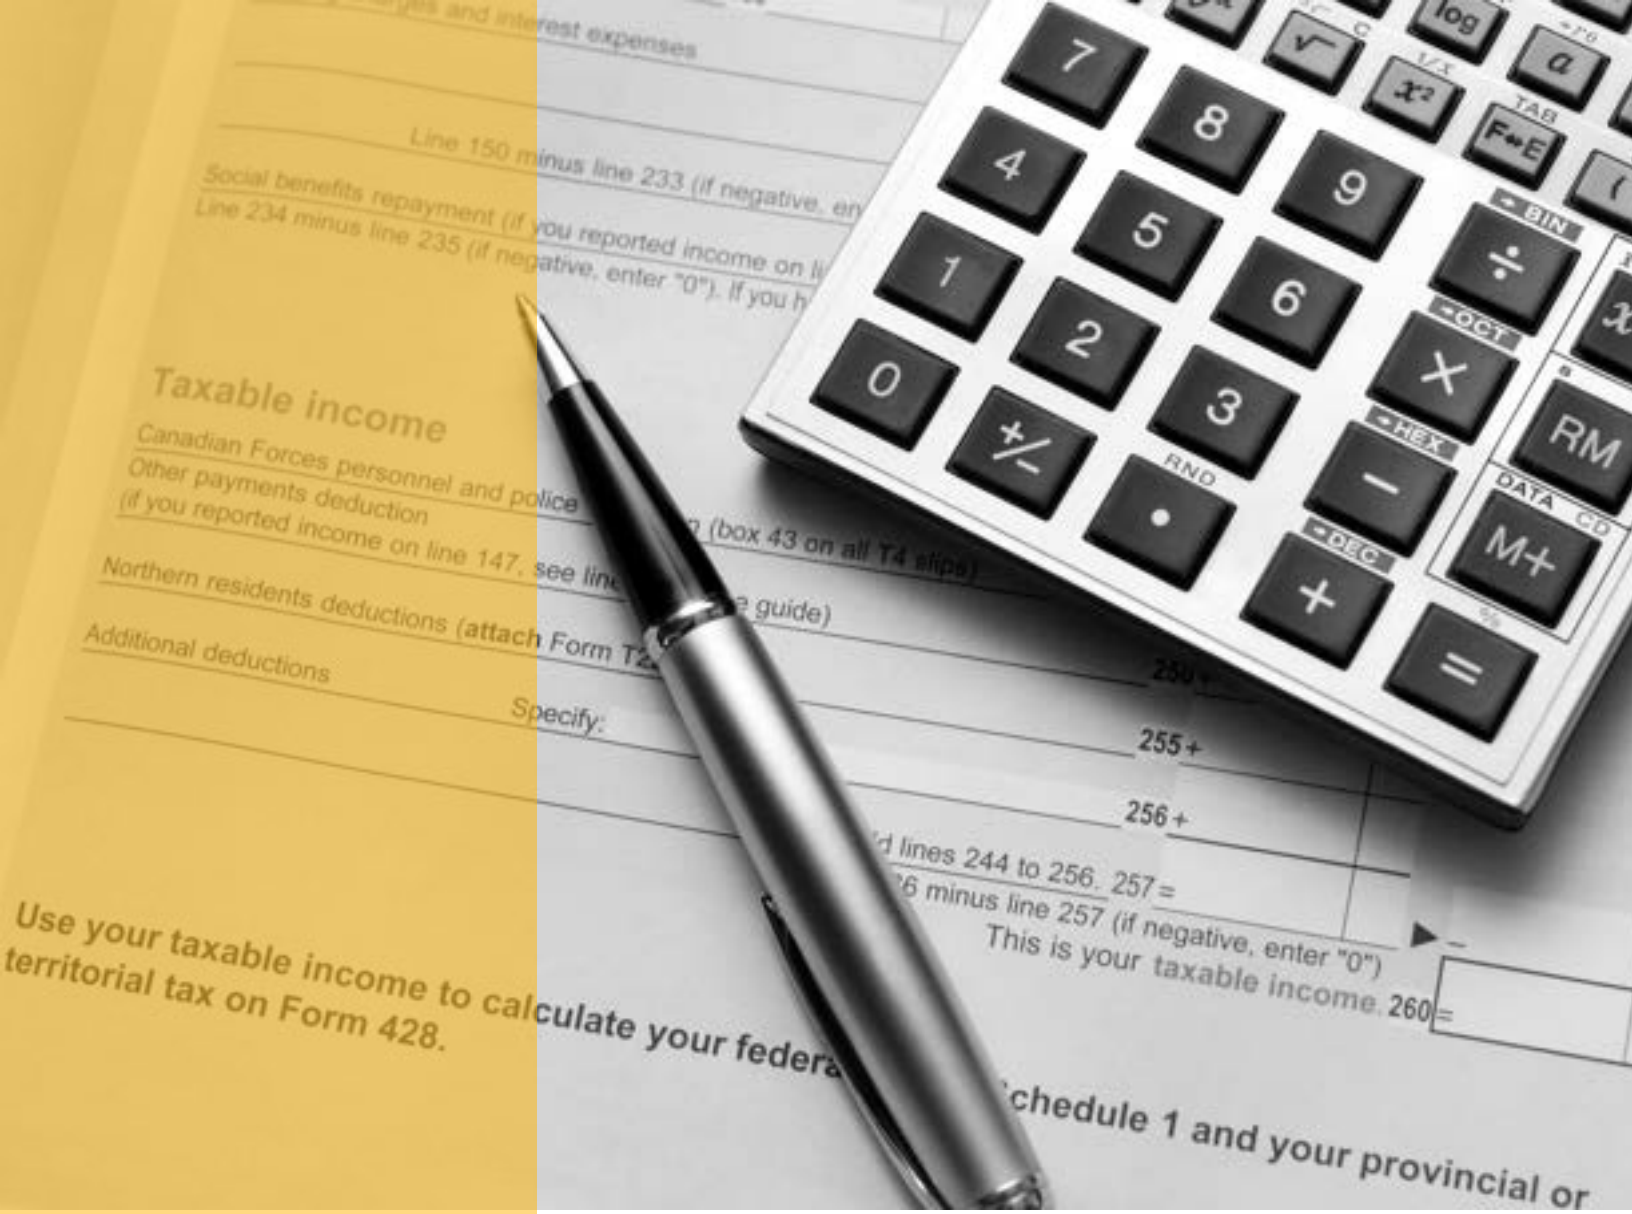 and interest expenses
Line 150 minus line 233 (if negative, en
Social benefits repayment (if you reported income on li
Line 234 minus line 235 (if negative, enter "0"). If you h
Taxable income
Canadian Forces personnel and police (box 43 on all T4 slips)
Other payments deduction
(if you reported income on line 147, see line guide)
Northern residents deductions (attach Form T2
Additional deductions
Specify:
250+
255+
256+
lines 244 to 256. 257=
6 minus line 257 (if negative, enter "0")
This is your taxable income. 260=
Use your taxable income to calculate your federa chedule 1 and your provincial or
territorial tax on Form 428.
log
√ C a
1/x
x² TAB
F↔E (
7 8 9 ÷ →BIN
4 5 6 × →OCT
1 2 3 − →HEX RM
0 +/− • RND + →DEC M+ DATA CD
% =